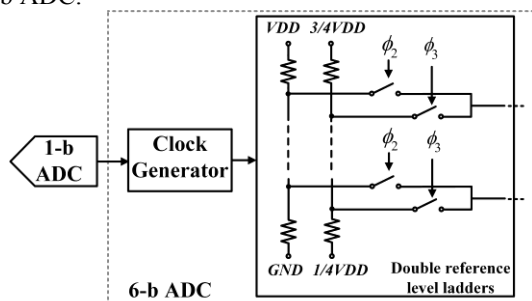 b ADC.
VDD 3/4VDD
ϕ2
ϕ3
1-b
ADC
Clock
Generator
ϕ2
ϕ3
GND 1/4VDD
Double reference
level ladders
6-b ADC